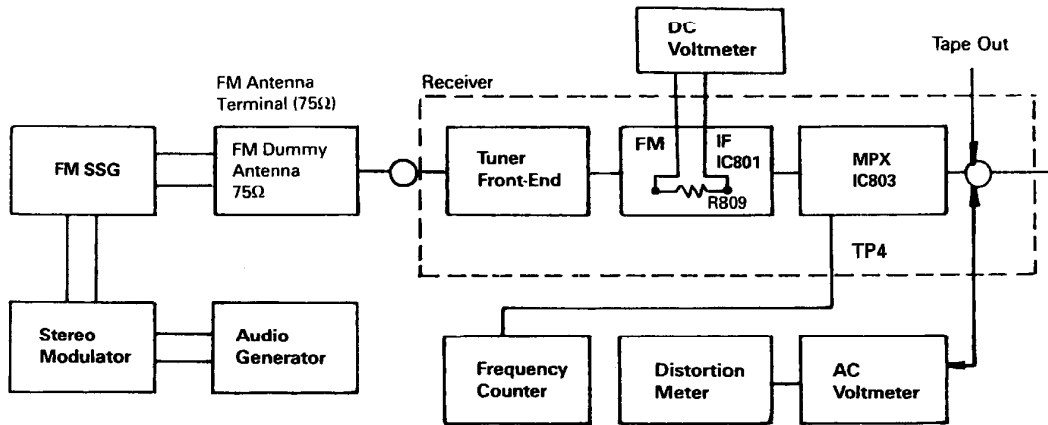 DC
Voltmeter
Tape Out
FM Antenna
Terminal (75Ω)
Receiver
FM SSG
FM Dummy
Antenna
75Ω
Tuner
Front-End
FM
IF
IC801
R809
MPX
IC803
TP4
Stereo
Modulator
Audio
Generator
Frequency
Counter
Distortion
Meter
AC
Voltmeter